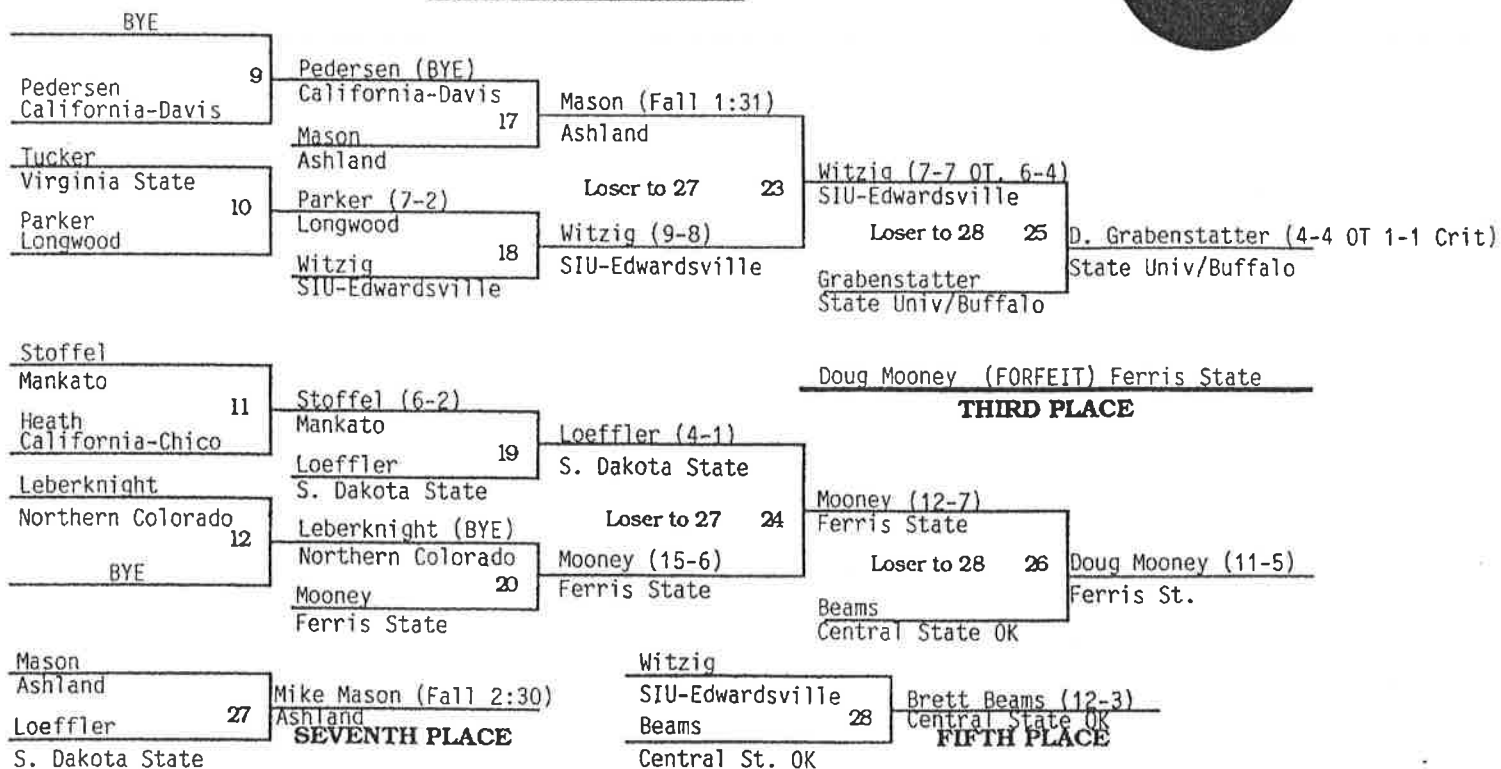 BYE
Pedersen
California-Davis
9
Tucker
Virginia State
Parker
Longwood
10
Pedersen (BYE)
California-Davis
Mason
Ashland
17
Parker (7-2)
Longwood
Witzig
SIU-Edwardsville
18
Mason (Fall 1:31)
Ashland
Loser to 27 23
Witzig (9-8)
SIU-Edwardsville
Witzig (7-7 OT, 6-4)
SIU-Edwardsville
Loser to 28 25
Grabenstatter
State Univ/Buffalo
D. Grabenstatter (4-4 OT 1-1 Crit)
State Univ/Buffalo
Stoffel
Mankato
Heath
California-Chico
11
Leberknight
Northern Colorado
12
BYE
Stoffel (6-2)
Mankato
Loeffler
S. Dakota State
19
Leberknight (BYE)
Northern Colorado
Mooney
Ferris State
20
Loeffler (4-1)
S. Dakota State
Loser to 27 24
Mooney (15-6)
Ferris State
Doug Mooney (FORFEIT) Ferris State
THIRD PLACE
Mooney (12-7)
Ferris State
Loser to 28 26
Beams
Central State OK
Doug Mooney (11-5)
Ferris St.
Mason
Ashland
Loeffler
S. Dakota State
27
Mike Mason (Fall 2:30)
Ashland
SEVENTH PLACE
Witzig
SIU-Edwardsville
Beams
Central St. OK
28
Brett Beams (12-3)
Central State OK
FIFTH PLACE